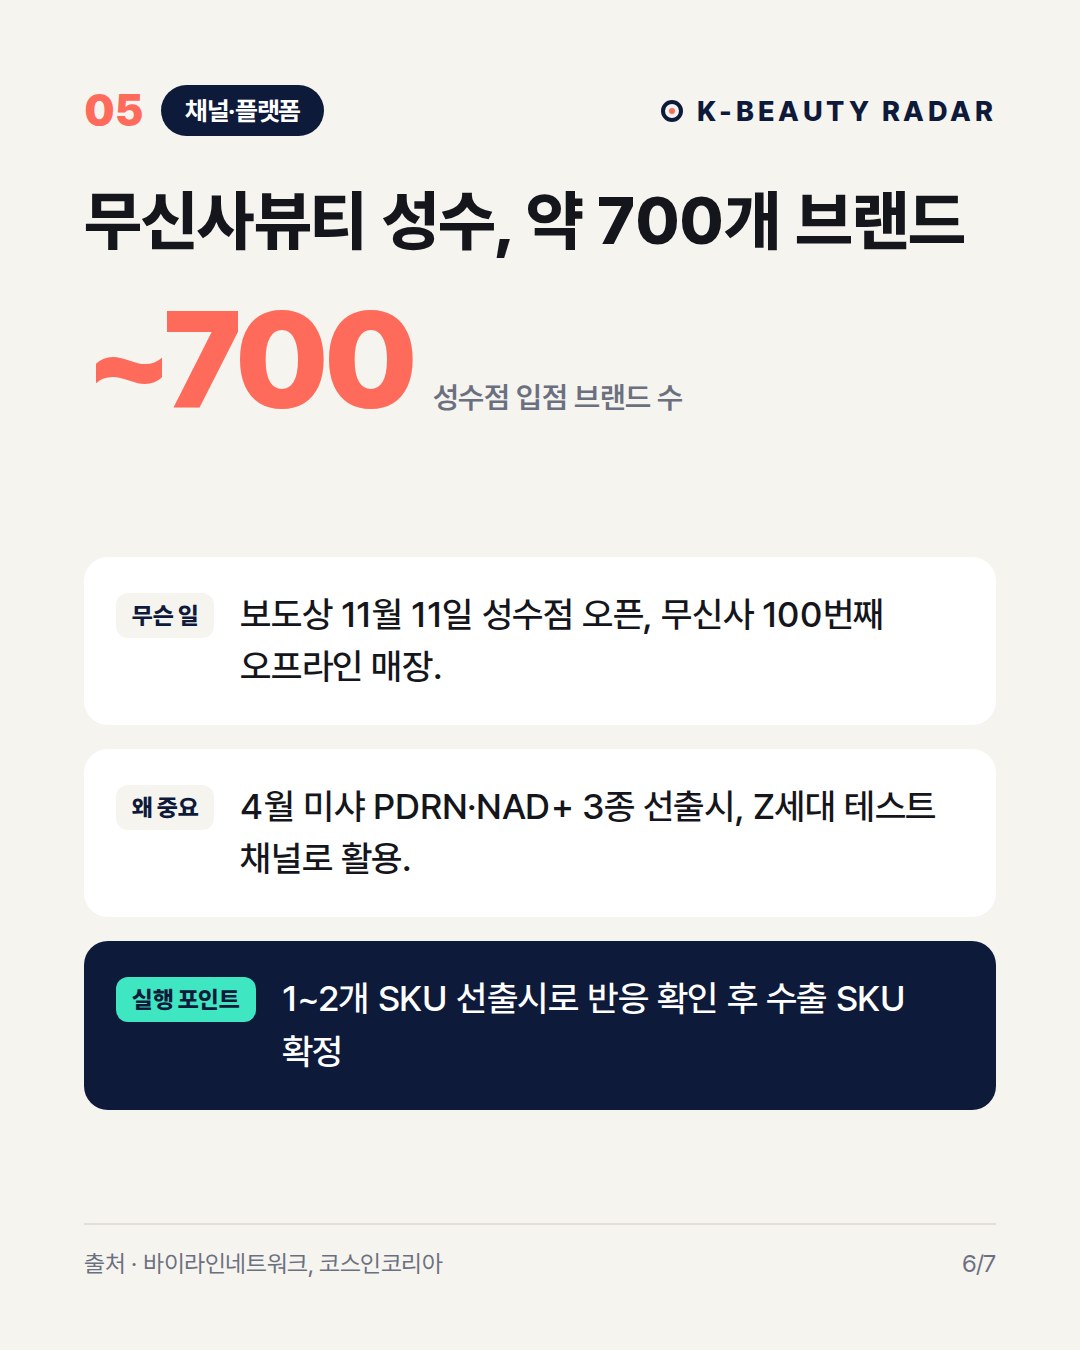 05 채널·플랫폼
K-BEAUTY RADAR
무신사뷰티 성수, 약 700개 브랜드
~700 성수점 입점 브랜드 수
무슨 일
보도상 11월 11일 성수점 오픈, 무신사 100번째
오프라인 매장.
왜 중요
4월 미샤 PDRN·NAD+ 3종 선출시, Z세대 테스트
채널로 활용.
실행 포인트
1~2개 SKU 선출시로 반응 확인 후 수출 SKU
확정
출처 · 바이라인네트워크, 코스인코리아
6/7